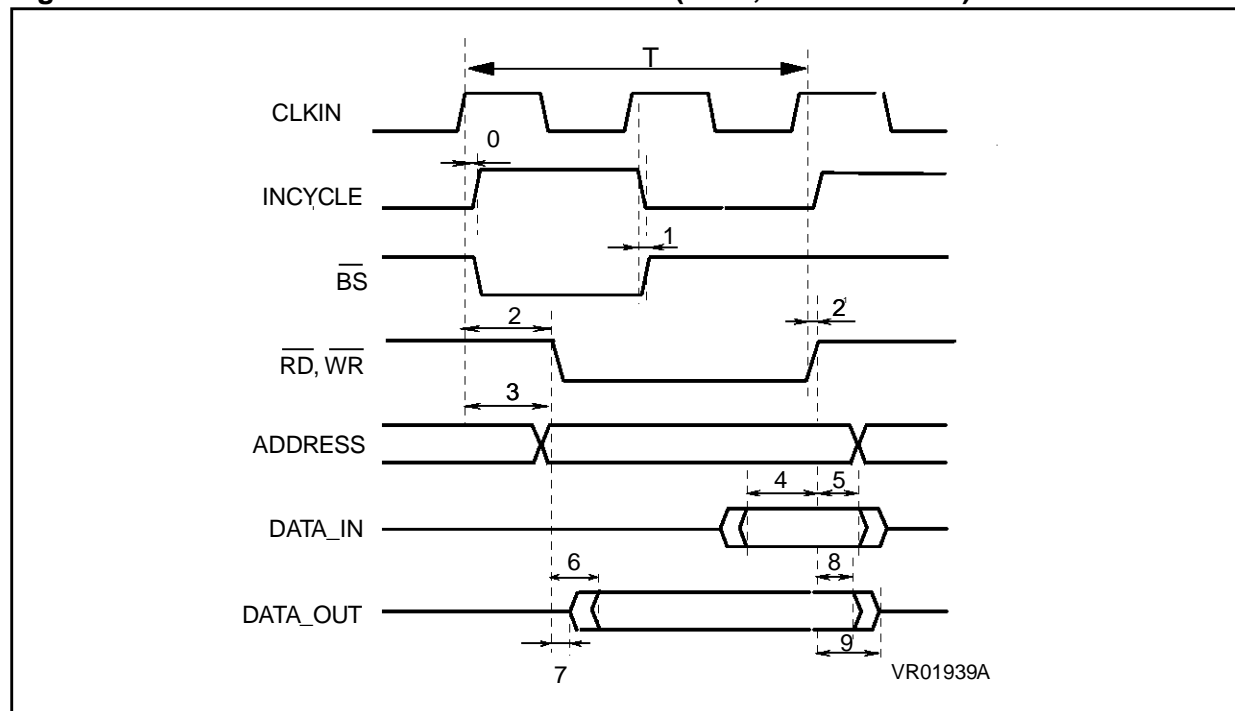 T
CLKIN
0
INCYCLE
1
BS
2
2
RD, WR
3
ADDRESS
4
5
DATA_IN
6
8
DATA_OUT
9
7
VR01939A